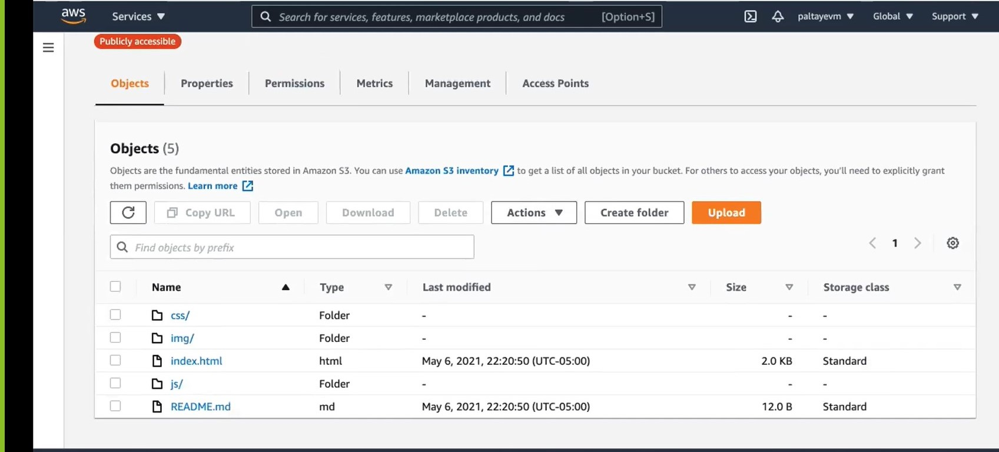 aws Services ▼ Search for services, features, marketplace products, and docs [Option+S] paltayevm ▼ Global ▼ Support ▼
Publicly accessible
Objects Properties Permissions Metrics Management Access Points
Objects (5)
Objects are the fundamental entities stored in Amazon S3. You can use Amazon S3 inventory to get a list of all objects in your bucket. For others to access your objects, you'll need to explicitly grant
them permissions. Learn more
Copy URL Open Download Delete Actions ▼ Create folder Upload
Find objects by prefix 1
Name Type Last modified Size Storage class
css/ Folder - - -
img/ Folder - - -
index.html html May 6, 2021, 22:20:50 (UTC-05:00) 2.0 KB Standard
js/ Folder - - -
README.md md May 6, 2021, 22:20:50 (UTC-05:00) 12.0 B Standard